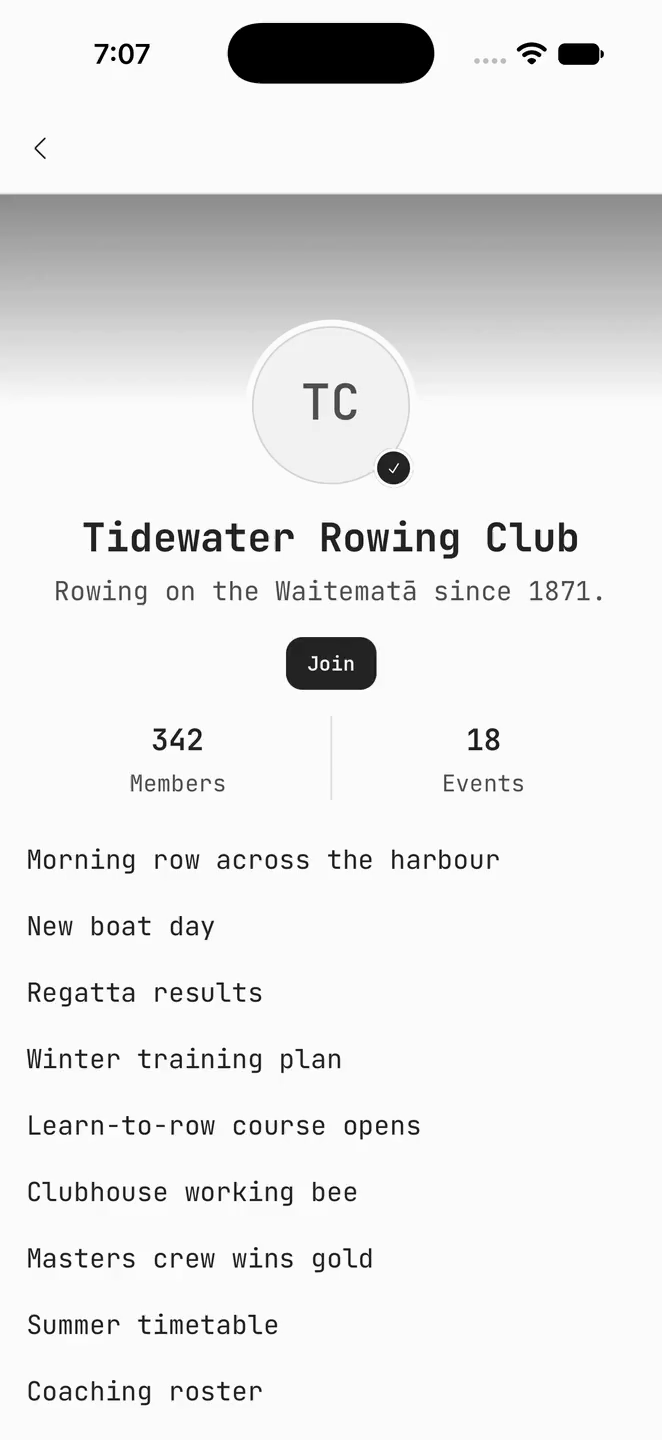 7:07
TC
Tidewater Rowing Club
Rowing on the Waitematā since 1871.
Join
342
Members
18
Events
Morning row across the harbour
New boat day
Regatta results
Winter training plan
Learn-to-row course opens
Clubhouse working bee
Masters crew wins gold
Summer timetable
Coaching roster